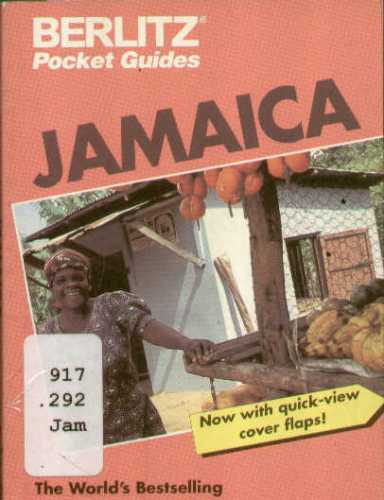 BERLITZ®
Pocket Guides
JAMAICA
917
.292
Jam
Now with quick-view
cover flaps!
The World's Bestselling